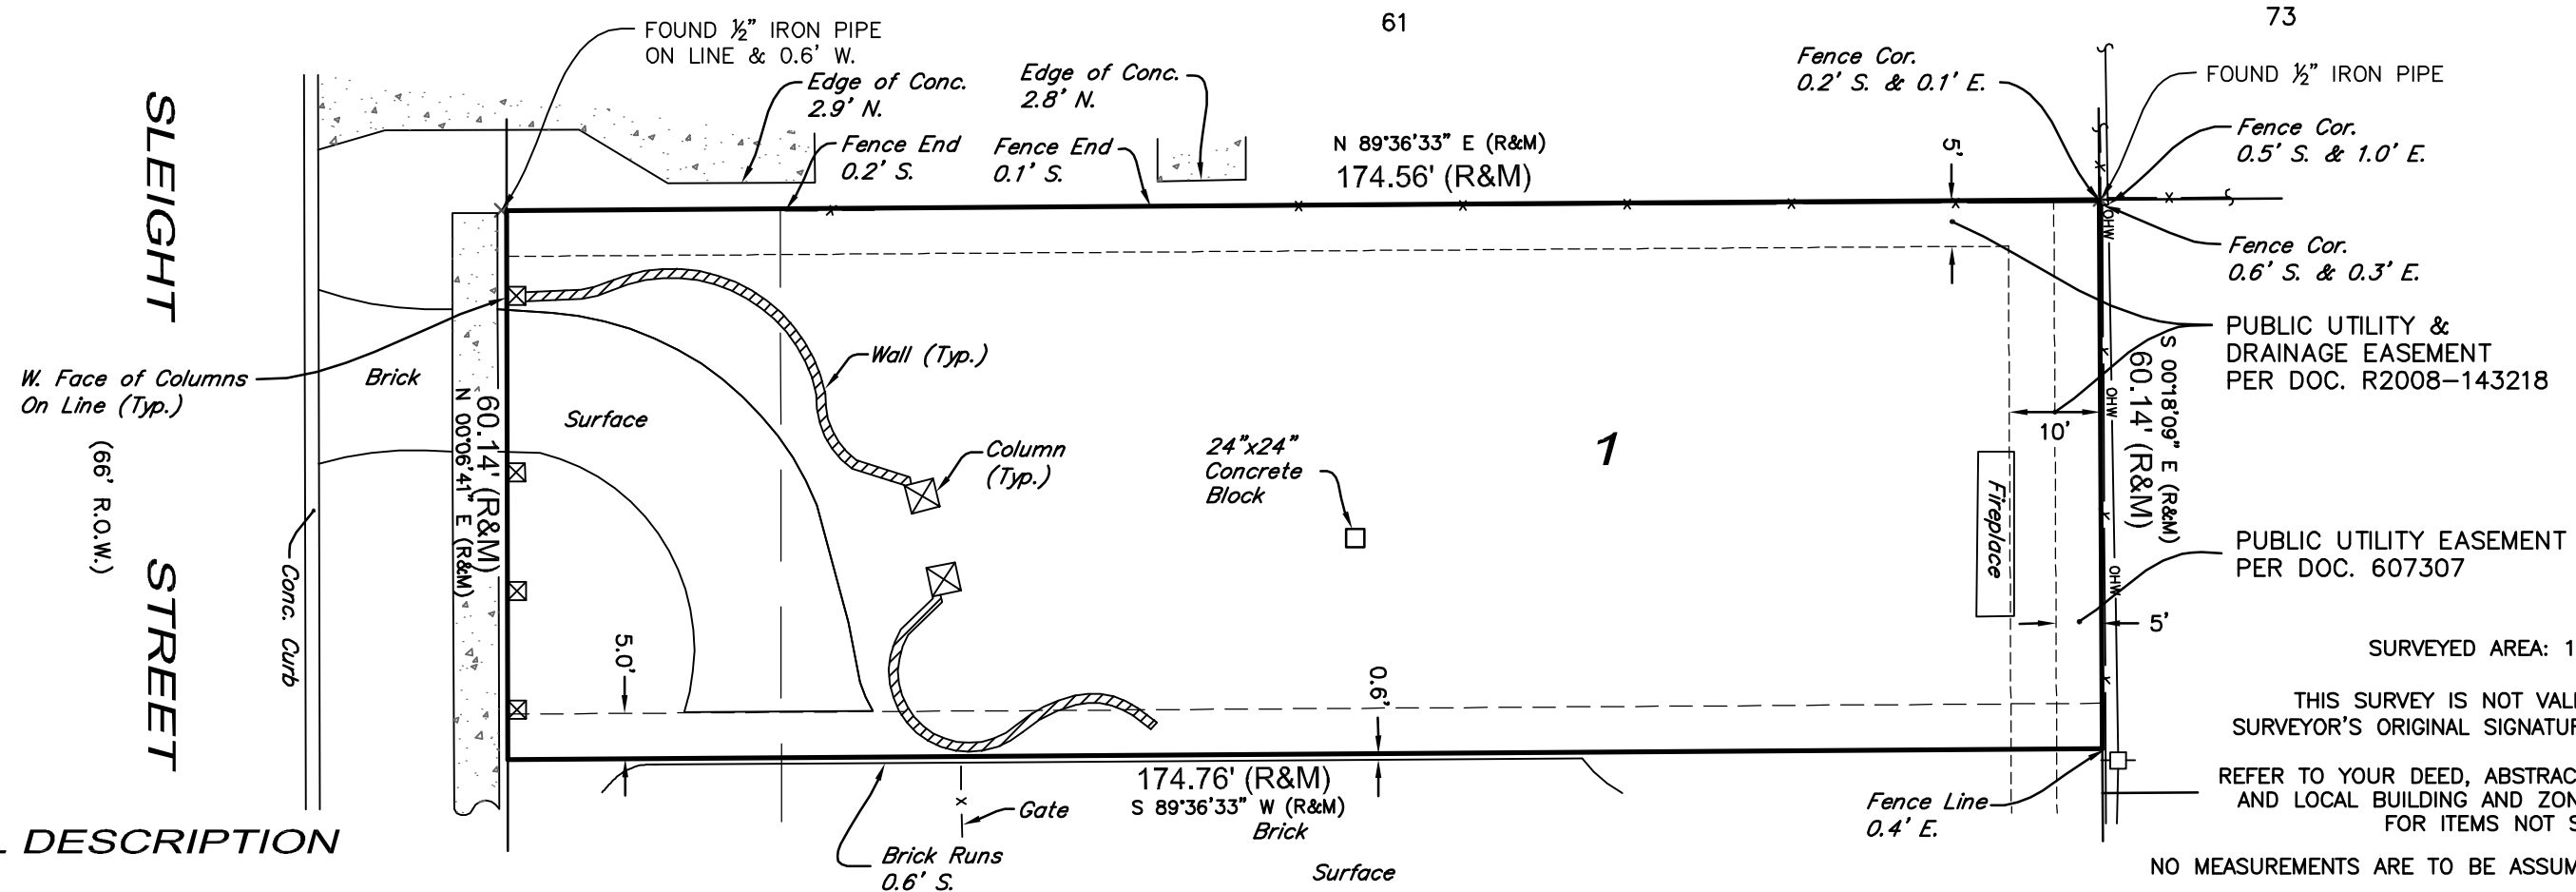 61
73
FOUND ½" IRON PIPE
ON LINE & 0.6' W.
Edge of Conc.
2.9' N.
Edge of Conc.
2.8' N.
Fence Cor.
0.2' S. & 0.1' E.
FOUND ½" IRON PIPE
Fence End
0.2' S.
Fence End
0.1' S.
N 89°36'33" E (R&M)
174.56' (R&M)
5'
Fence Cor.
0.5' S. & 1.0' E.
Fence Cor.
0.6' S. & 0.3' E.
OHW
OHW
OHW
SLEIGHT STREET
(66' R.O.W.)
W. Face of Columns
On Line (Typ.)
Brick
Surface
Conc. Curb
60.14' (R&M)
N 00°06'41" E (R&M)
Wall (Typ.)
Column
(Typ.)
24"x24"
Concrete
Block
1
Fireplace
10'
S 00°18'09" E (R&M)
60.14' (R&M)
PUBLIC UTILITY &
DRAINAGE EASEMENT
PER DOC. R2008-143218
PUBLIC UTILITY EASEMENT
PER DOC. 607307
5'
5.0'
0.6'
SURVEYED AREA: 1
THIS SURVEY IS NOT VALI
SURVEYOR'S ORIGINAL SIGNATUR
174.76' (R&M)
S 89°36'33" W (R&M)
Brick
Surface
Gate
Brick Runs
0.6' S.
Fence Line
0.4' E.
REFER TO YOUR DEED, ABSTRAC
AND LOCAL BUILDING AND ZON
FOR ITEMS NOT S
NO MEASUREMENTS ARE TO BE ASSUM
L DESCRIPTION